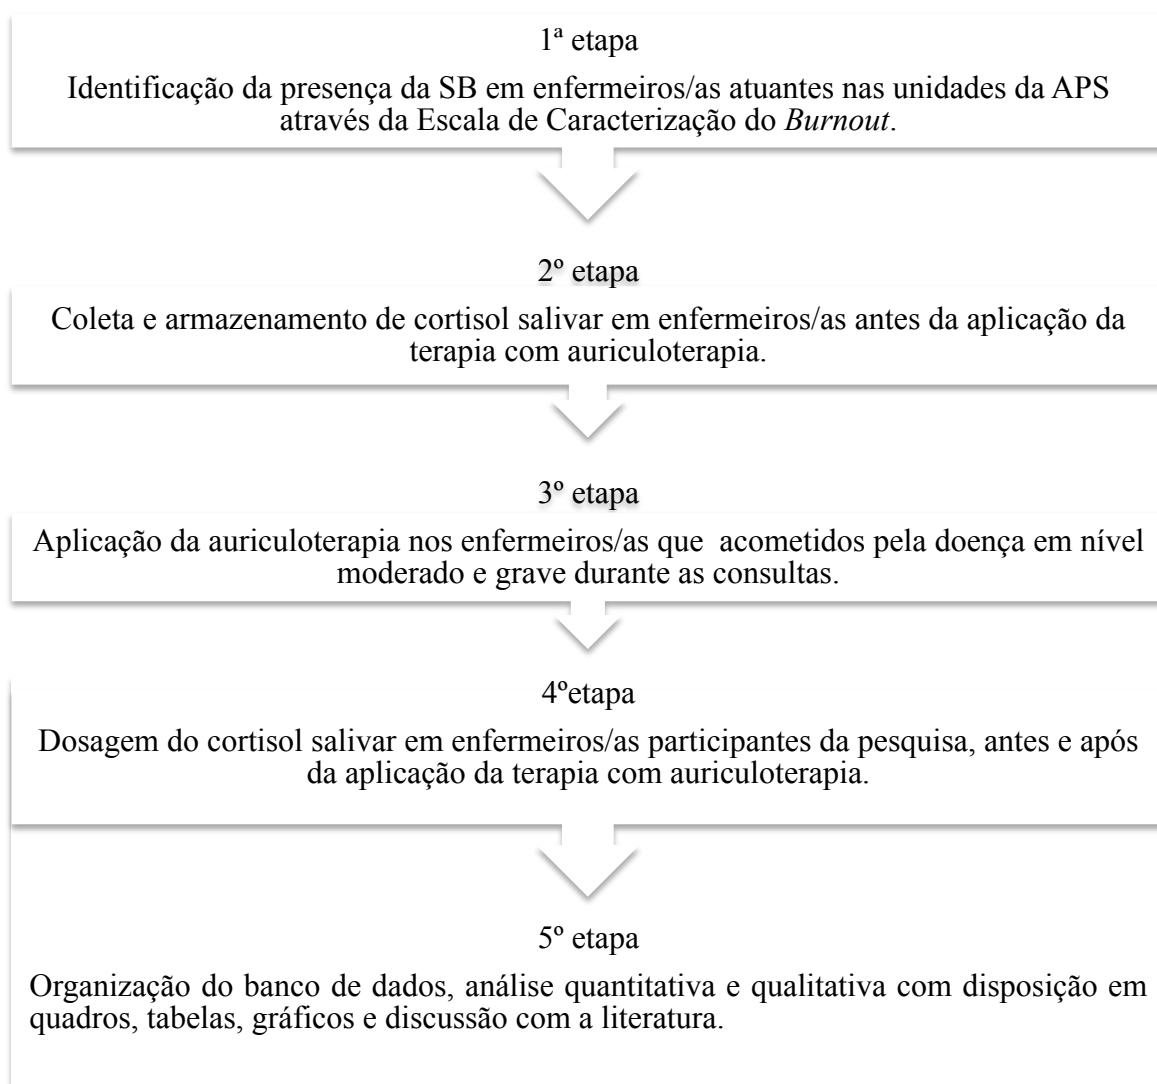 1ª etapa
Identificação da presença da SB em enfermeiros/as atuantes nas unidades da APS
através da Escala de Caracterização do Burnout.
2º etapa
Coleta e armazenamento de cortisol salivar em enfermeiros/as antes da aplicação da
terapia com auriculoterapia.
3º etapa
Aplicação da auriculoterapia nos enfermeiros/as que acometidos pela doença em nível
moderado e grave durante as consultas.
4ºetapa
Dosagem do cortisol salivar em enfermeiros/as participantes da pesquisa, antes e após
da aplicação da terapia com auriculoterapia.
5º etapa
Organização do banco de dados, análise quantitativa e qualitativa com disposição em
quadros, tabelas, gráficos e discussão com a literatura.